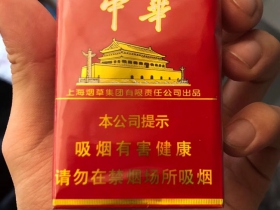 中華
上海烟草集团有限责任公司出品
本公司提示
吸烟有害健康
请勿在禁烟场所吸烟